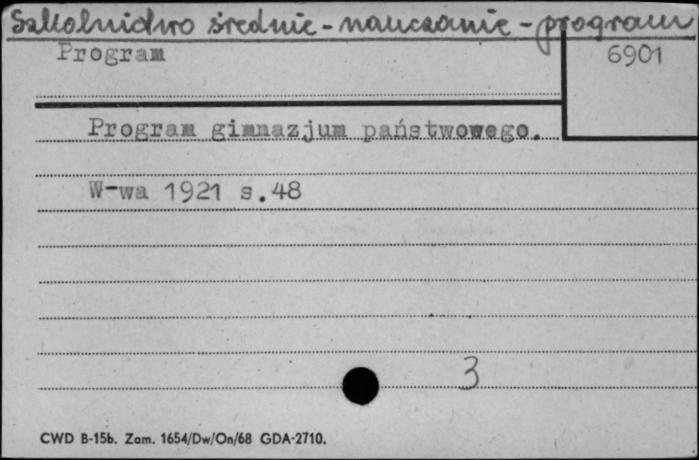 Szkolnictwo średnie - nauczanie - program
Program
6901
Program gimnazjum państwowego.
W-wa 1921 s.48
3
CWD B-15b. Zam. 1654/Dw/On/68 GDA-2710.